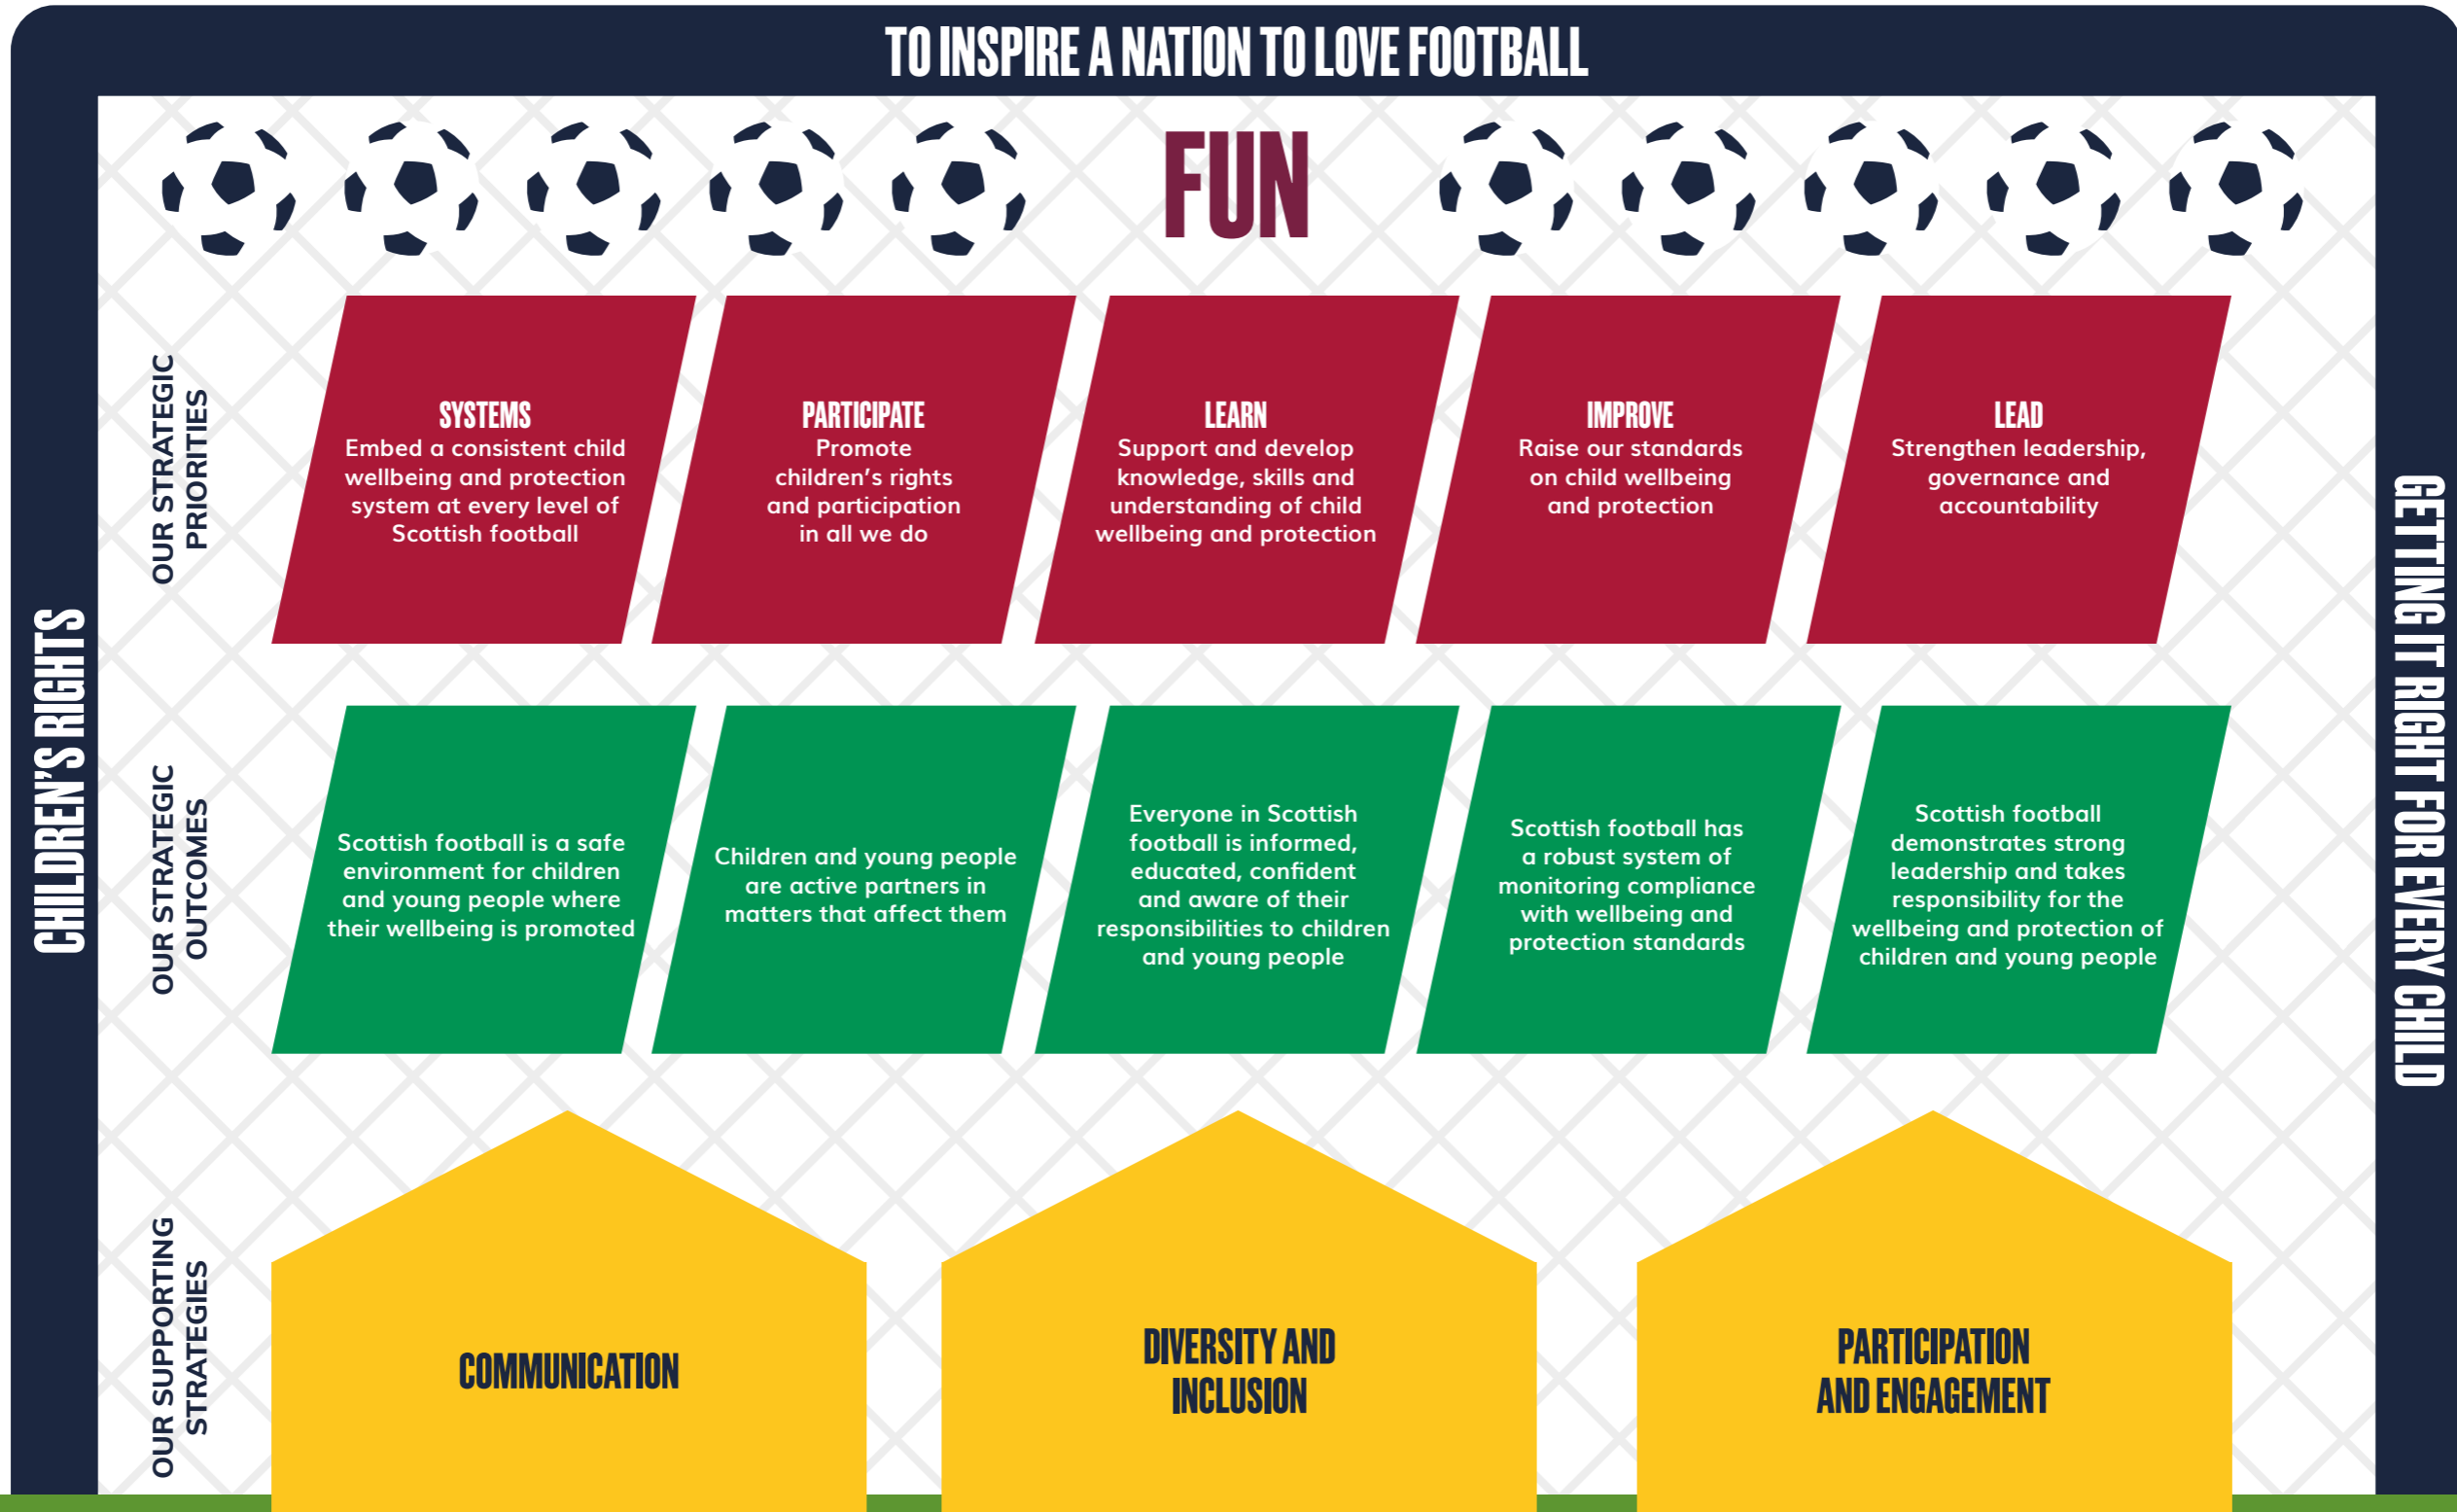 TO INSPIRE A NATION TO LOVE FOOTBALL
FUN
CHILDREN'S RIGHTS
OUR STRATEGIC
PRIORITIES
SYSTEMS
Embed a consistent child
wellbeing and protection
system at every level of
Scottish football
PARTICIPATE
Promote
children's rights
and participation
in all we do
LEARN
Support and develop
knowledge, skills and
understanding of child
wellbeing and protection
IMPROVE
Raise our standards
on child wellbeing
and protection
LEAD
Strengthen leadership,
governance and
accountability
OUR STRATEGIC
OUTCOMES
Scottish football is a safe
environment for children
and young people where
their wellbeing is promoted
Children and young people
are active partners in
matters that affect them
Everyone in Scottish
football is informed,
educated, confident
and aware of their
responsibilities to children
and young people
Scottish football has
a robust system of
monitoring compliance
with wellbeing and
protection standards
Scottish football
demonstrates strong
leadership and takes
responsibility for the
wellbeing and protection of
children and young people
OUR SUPPORTING
STRATEGIES
COMMUNICATION
DIVERSITY AND
INCLUSION
PARTICIPATION
AND ENGAGEMENT
GETTING IT RIGHT FOR EVERY CHILD